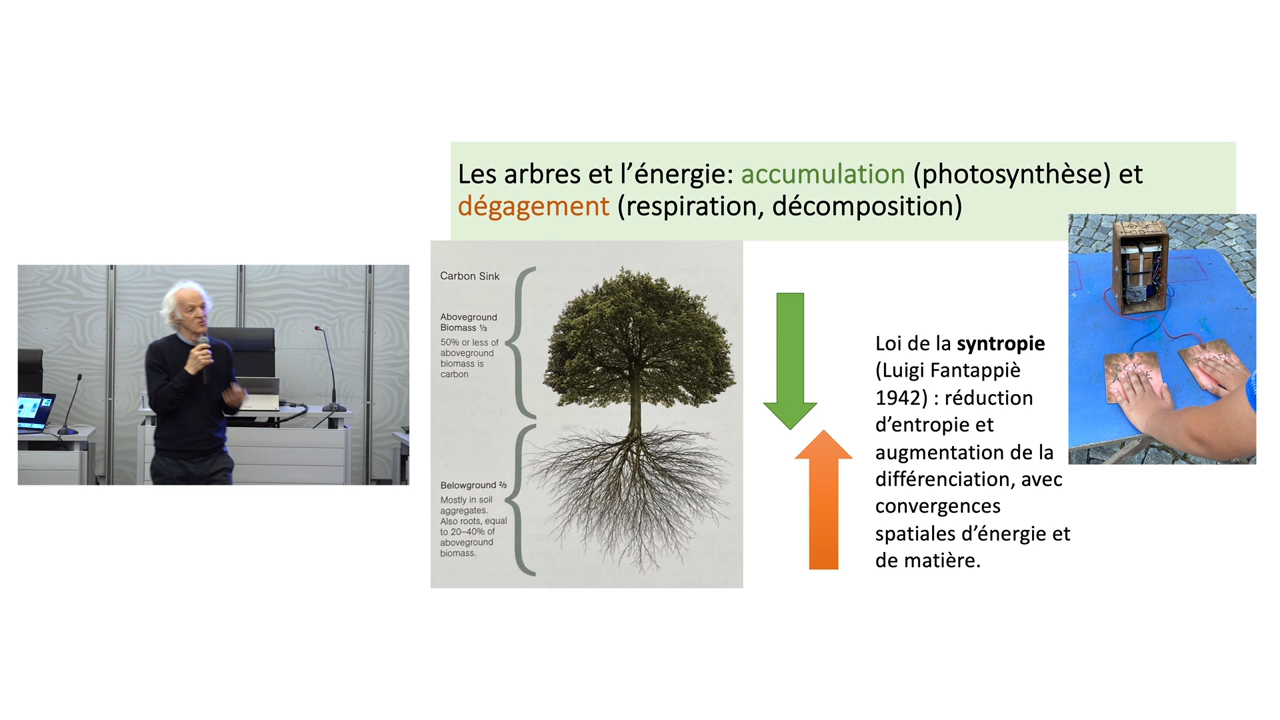 Les arbres et l’énergie: accumulation (photosynthèse) et
dégagement (respiration, décomposition)
Carbon Sink
Aboveground
Biomass ⅓
50% or less of
aboveground
biomass is
carbon
Belowground ⅔
Mostly in soil
aggregates.
Also roots, equal
to 20–40% of
aboveground
biomass.
Loi de la syntropie
(Luigi Fantappiè
1942) : réduction
d’entropie et
augmentation de la
différenciation, avec
convergences
spatiales d’énergie et
de matière.